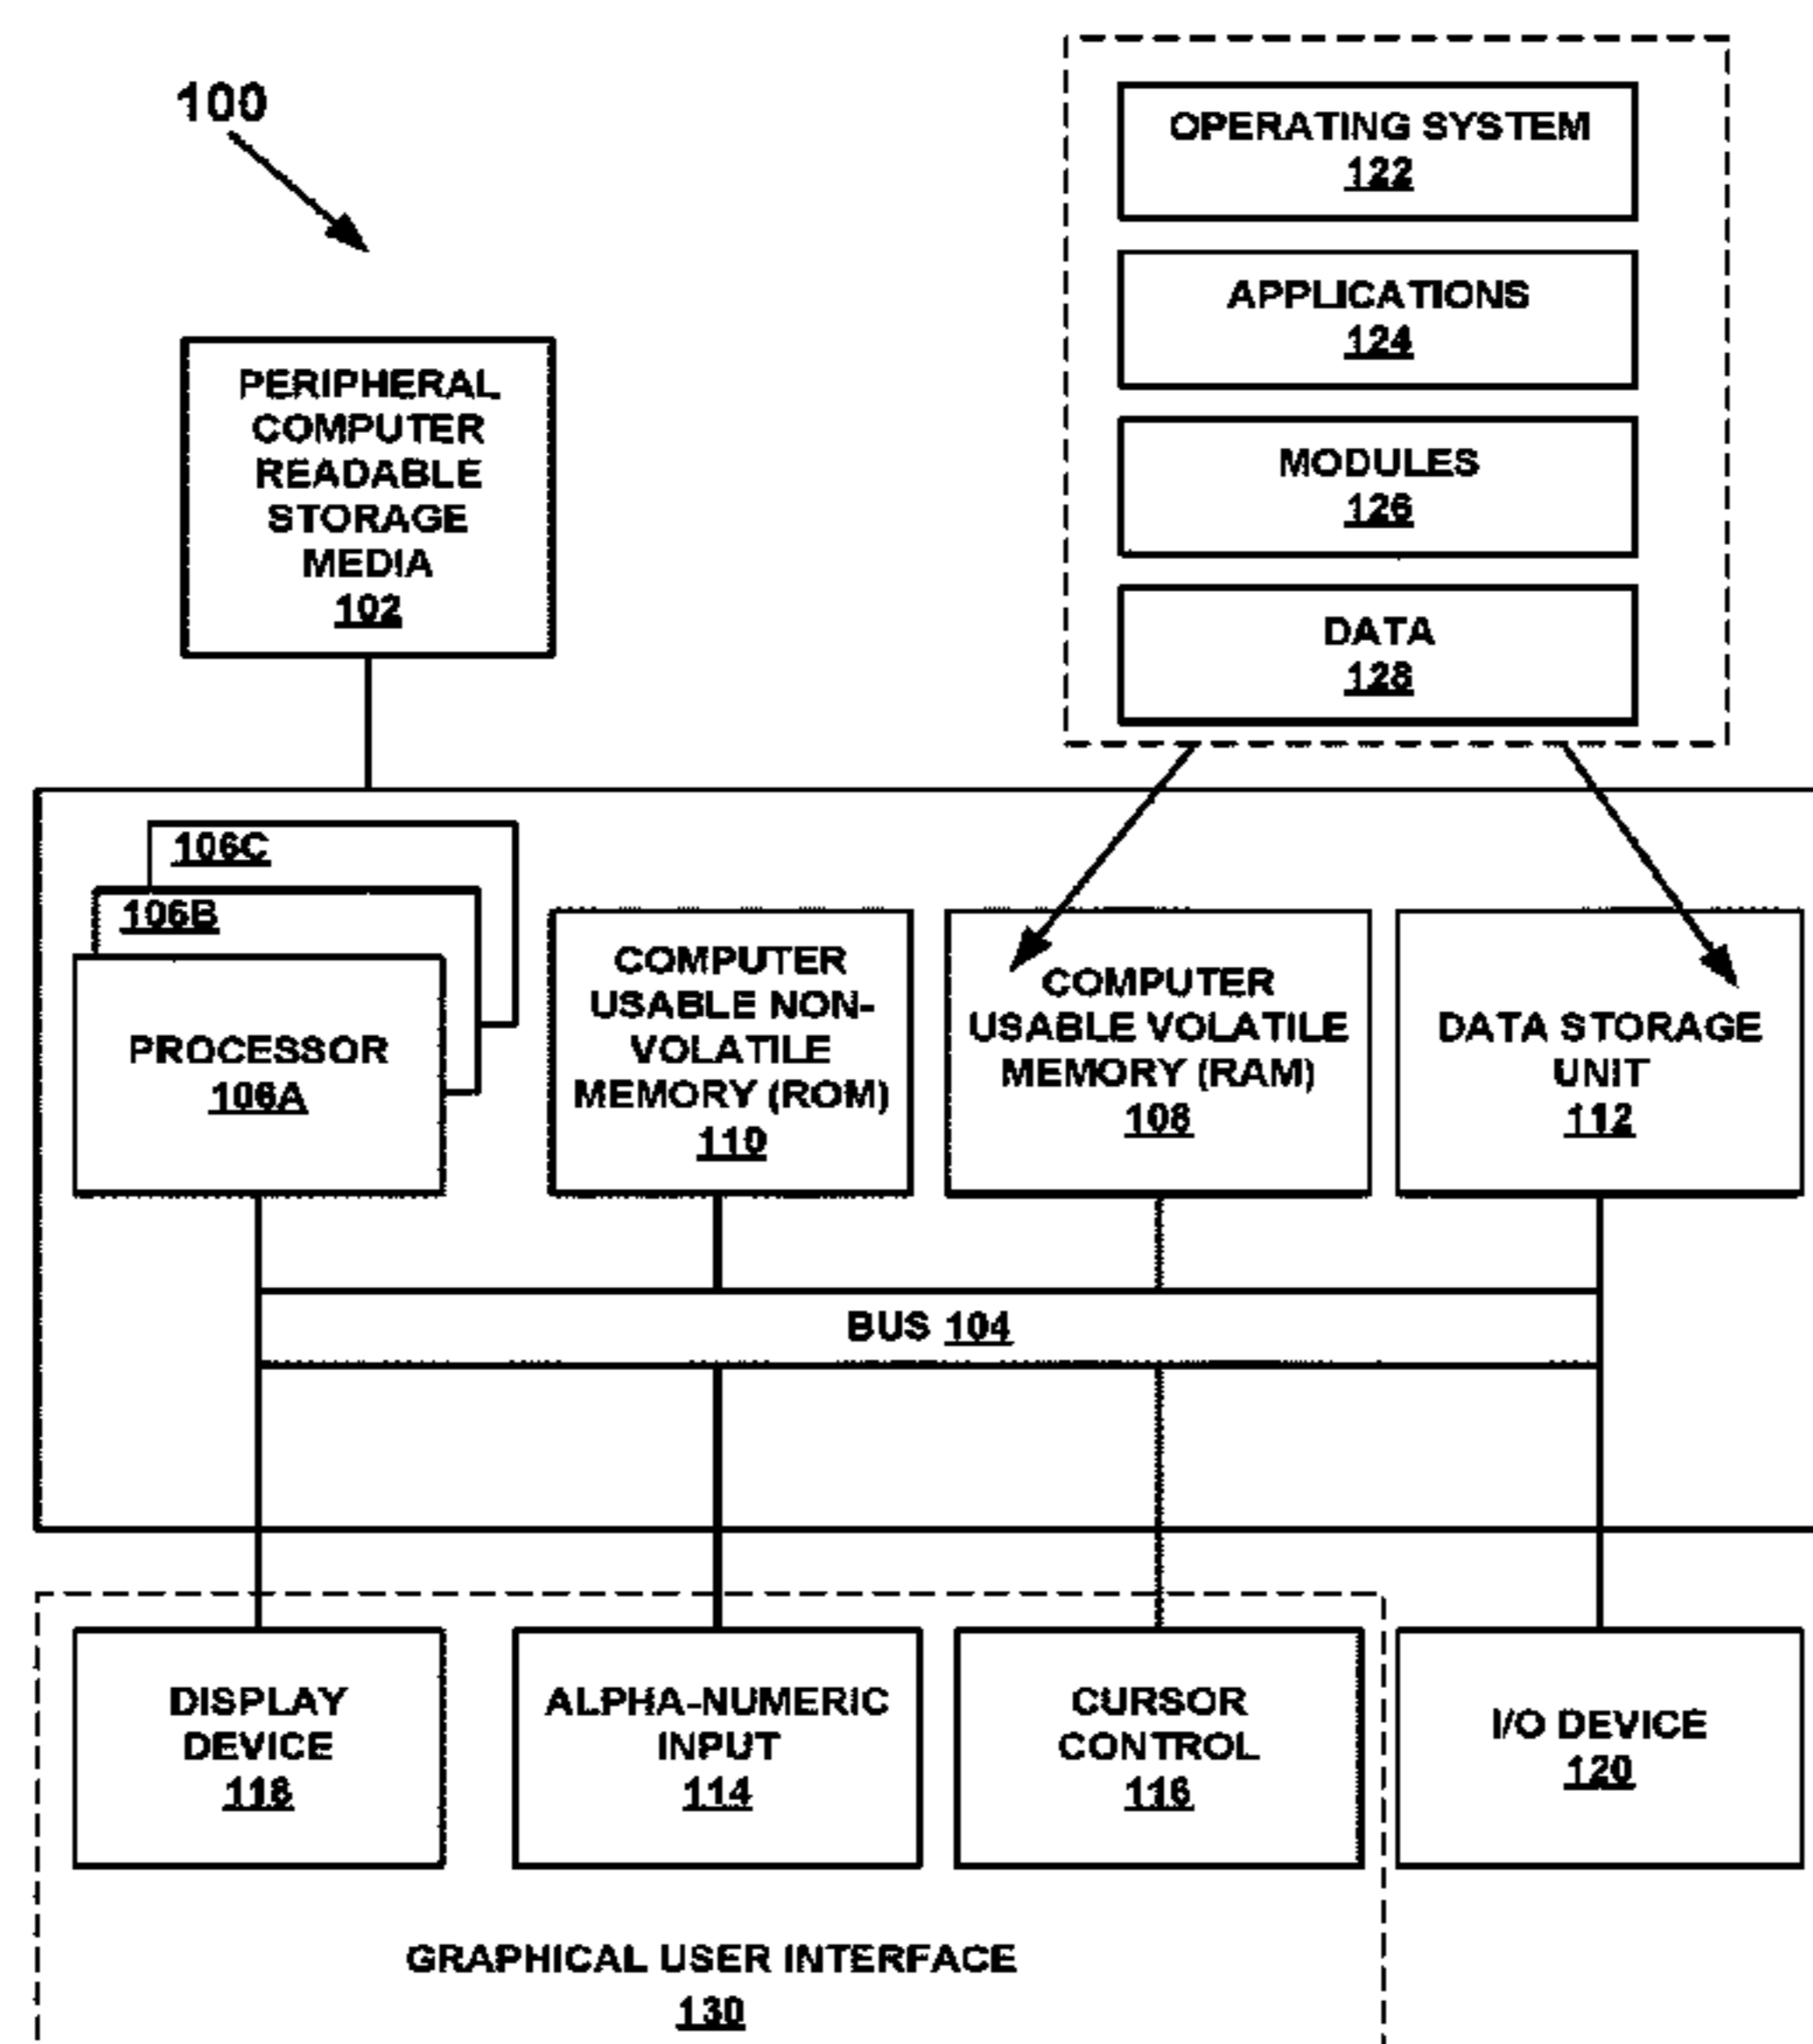 100
OPERATING SYSTEM
122
APPLICATIONS
124
MODULES
126
DATA
128
PERIPHERAL
COMPUTER
READABLE
STORAGE
MEDIA
102
106C
106B
PROCESSOR
106A
COMPUTER
USABLE NON-
VOLATILE
MEMORY (ROM)
110
COMPUTER
USABLE VOLATILE
MEMORY (RAM)
108
DATA STORAGE
UNIT
112
BUS 104
DISPLAY
DEVICE
118
ALPHA-NUMERIC
INPUT
114
CURSOR
CONTROL
116
I/O DEVICE
120
GRAPHICAL USER INTERFACE
130